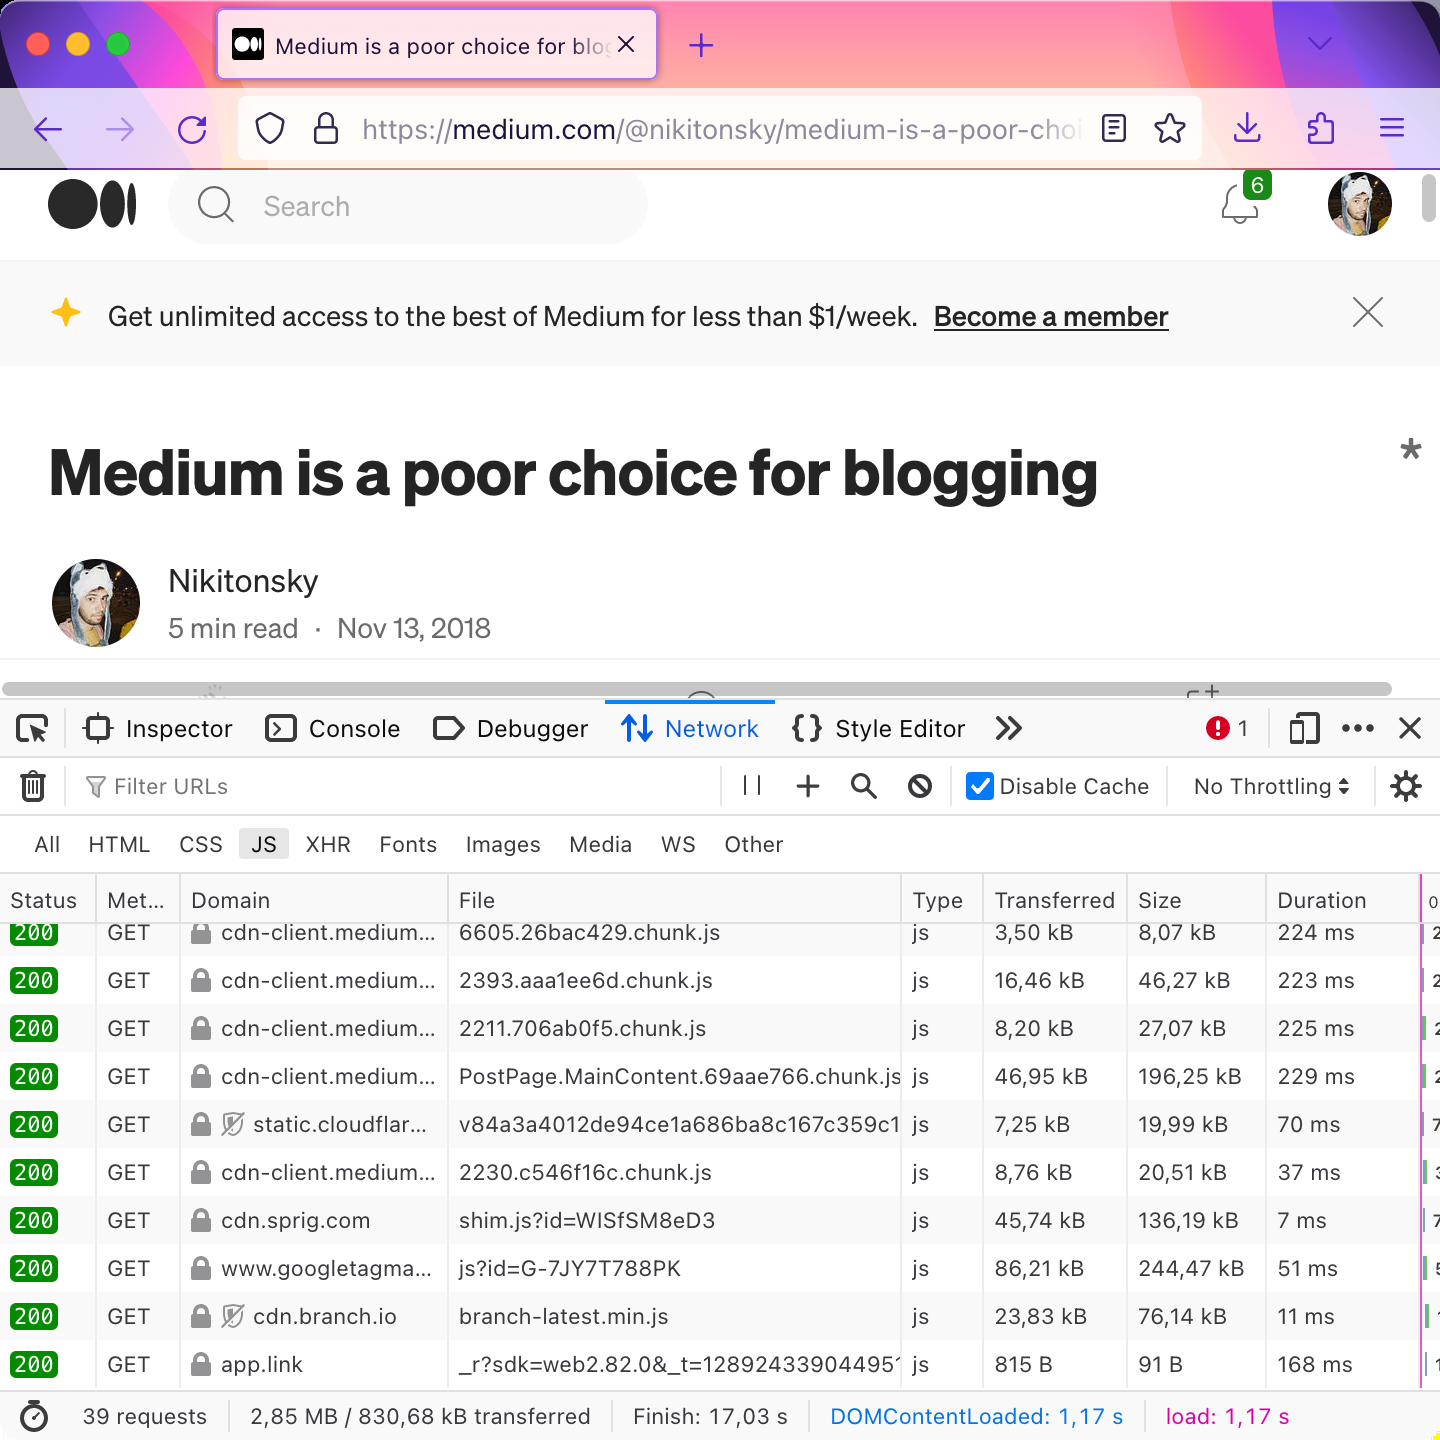 Medium is a poor choice for blog
https://medium.com/@nikitonsky/medium-is-a-poor-choi
Search
6
Get unlimited access to the best of Medium for less than $1/week. Become a member
Medium is a poor choice for blogging
Nikitonsky
5 min read · Nov 13, 2018
Inspector Console Debugger Network Style Editor 1
Filter URLs Disable Cache No Throttling
All HTML CSS JS XHR Fonts Images Media WS Other
Status Met... Domain File Type Transferred Size Duration 0
200 GET cdn-client.medium... 6605.26bac429.chunk.js js 3,50 kB 8,07 kB 224 ms
200 GET cdn-client.medium... 2393.aaa1ee6d.chunk.js js 16,46 kB 46,27 kB 223 ms
200 GET cdn-client.medium... 2211.706ab0f5.chunk.js js 8,20 kB 27,07 kB 225 ms
200 GET cdn-client.medium... PostPage.MainContent.69aae766.chunk.js js 46,95 kB 196,25 kB 229 ms
200 GET static.cloudflar... v84a3a4012de94ce1a686ba8c167c359c1 js 7,25 kB 19,99 kB 70 ms
200 GET cdn-client.medium... 2230.c546f16c.chunk.js js 8,76 kB 20,51 kB 37 ms
200 GET cdn.sprig.com shim.js?id=WlSfSM8eD3 js 45,74 kB 136,19 kB 7 ms
200 GET www.googletagma... js?id=G-7JY7T788PK js 86,21 kB 244,47 kB 51 ms
200 GET cdn.branch.io branch-latest.min.js js 23,83 kB 76,14 kB 11 ms
200 GET app.link _r?sdk=web2.82.0&_t=128924339044951 js 815 B 91 B 168 ms
39 requests 2,85 MB / 830,68 kB transferred Finish: 17,03 s DOMContentLoaded: 1,17 s load: 1,17 s